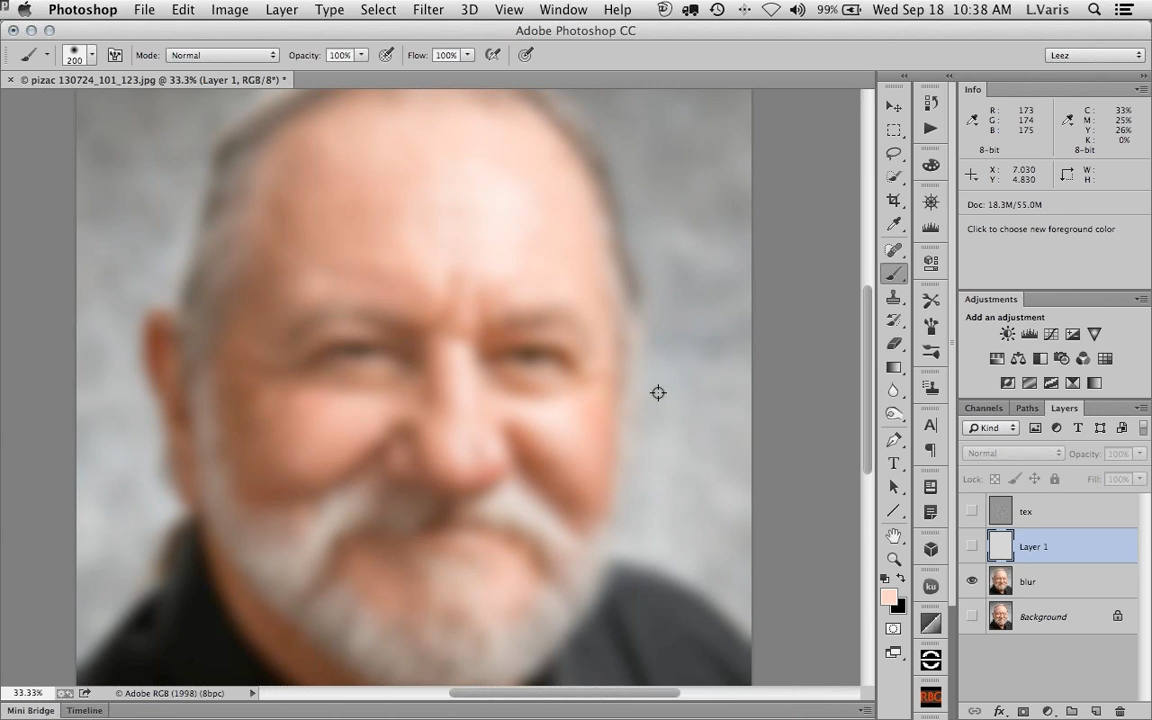 Photoshop File Edit Image Layer Type Select Filter 3D View Window Help 99% Wed Sep 18 10:38 AM L.Varis
Adobe Photoshop CC
200 Mode: Normal Opacity: 100% Flow: 100% Leez
× © pizac 130724_101_123.jpg @ 33.3% (Layer 1, RGB/8*) *
Info
R: 173 C: 33%
G: 174 M: 25%
B: 175 Y: 26%
K: 0%
8-bit 8-bit
X: 7.030 W:
Y: 4.830 H:
Doc: 18.3M/55.0M
Click to choose new foreground color
Adjustments
Add an adjustment
Channels Paths Layers
Kind
Normal Opacity: 100%
Lock: Fill: 100%
tex
Layer 1
blur
Background
ku
RBG
33.33% © Adobe RGB (1998) (8bpc)
Mini Bridge Timeline